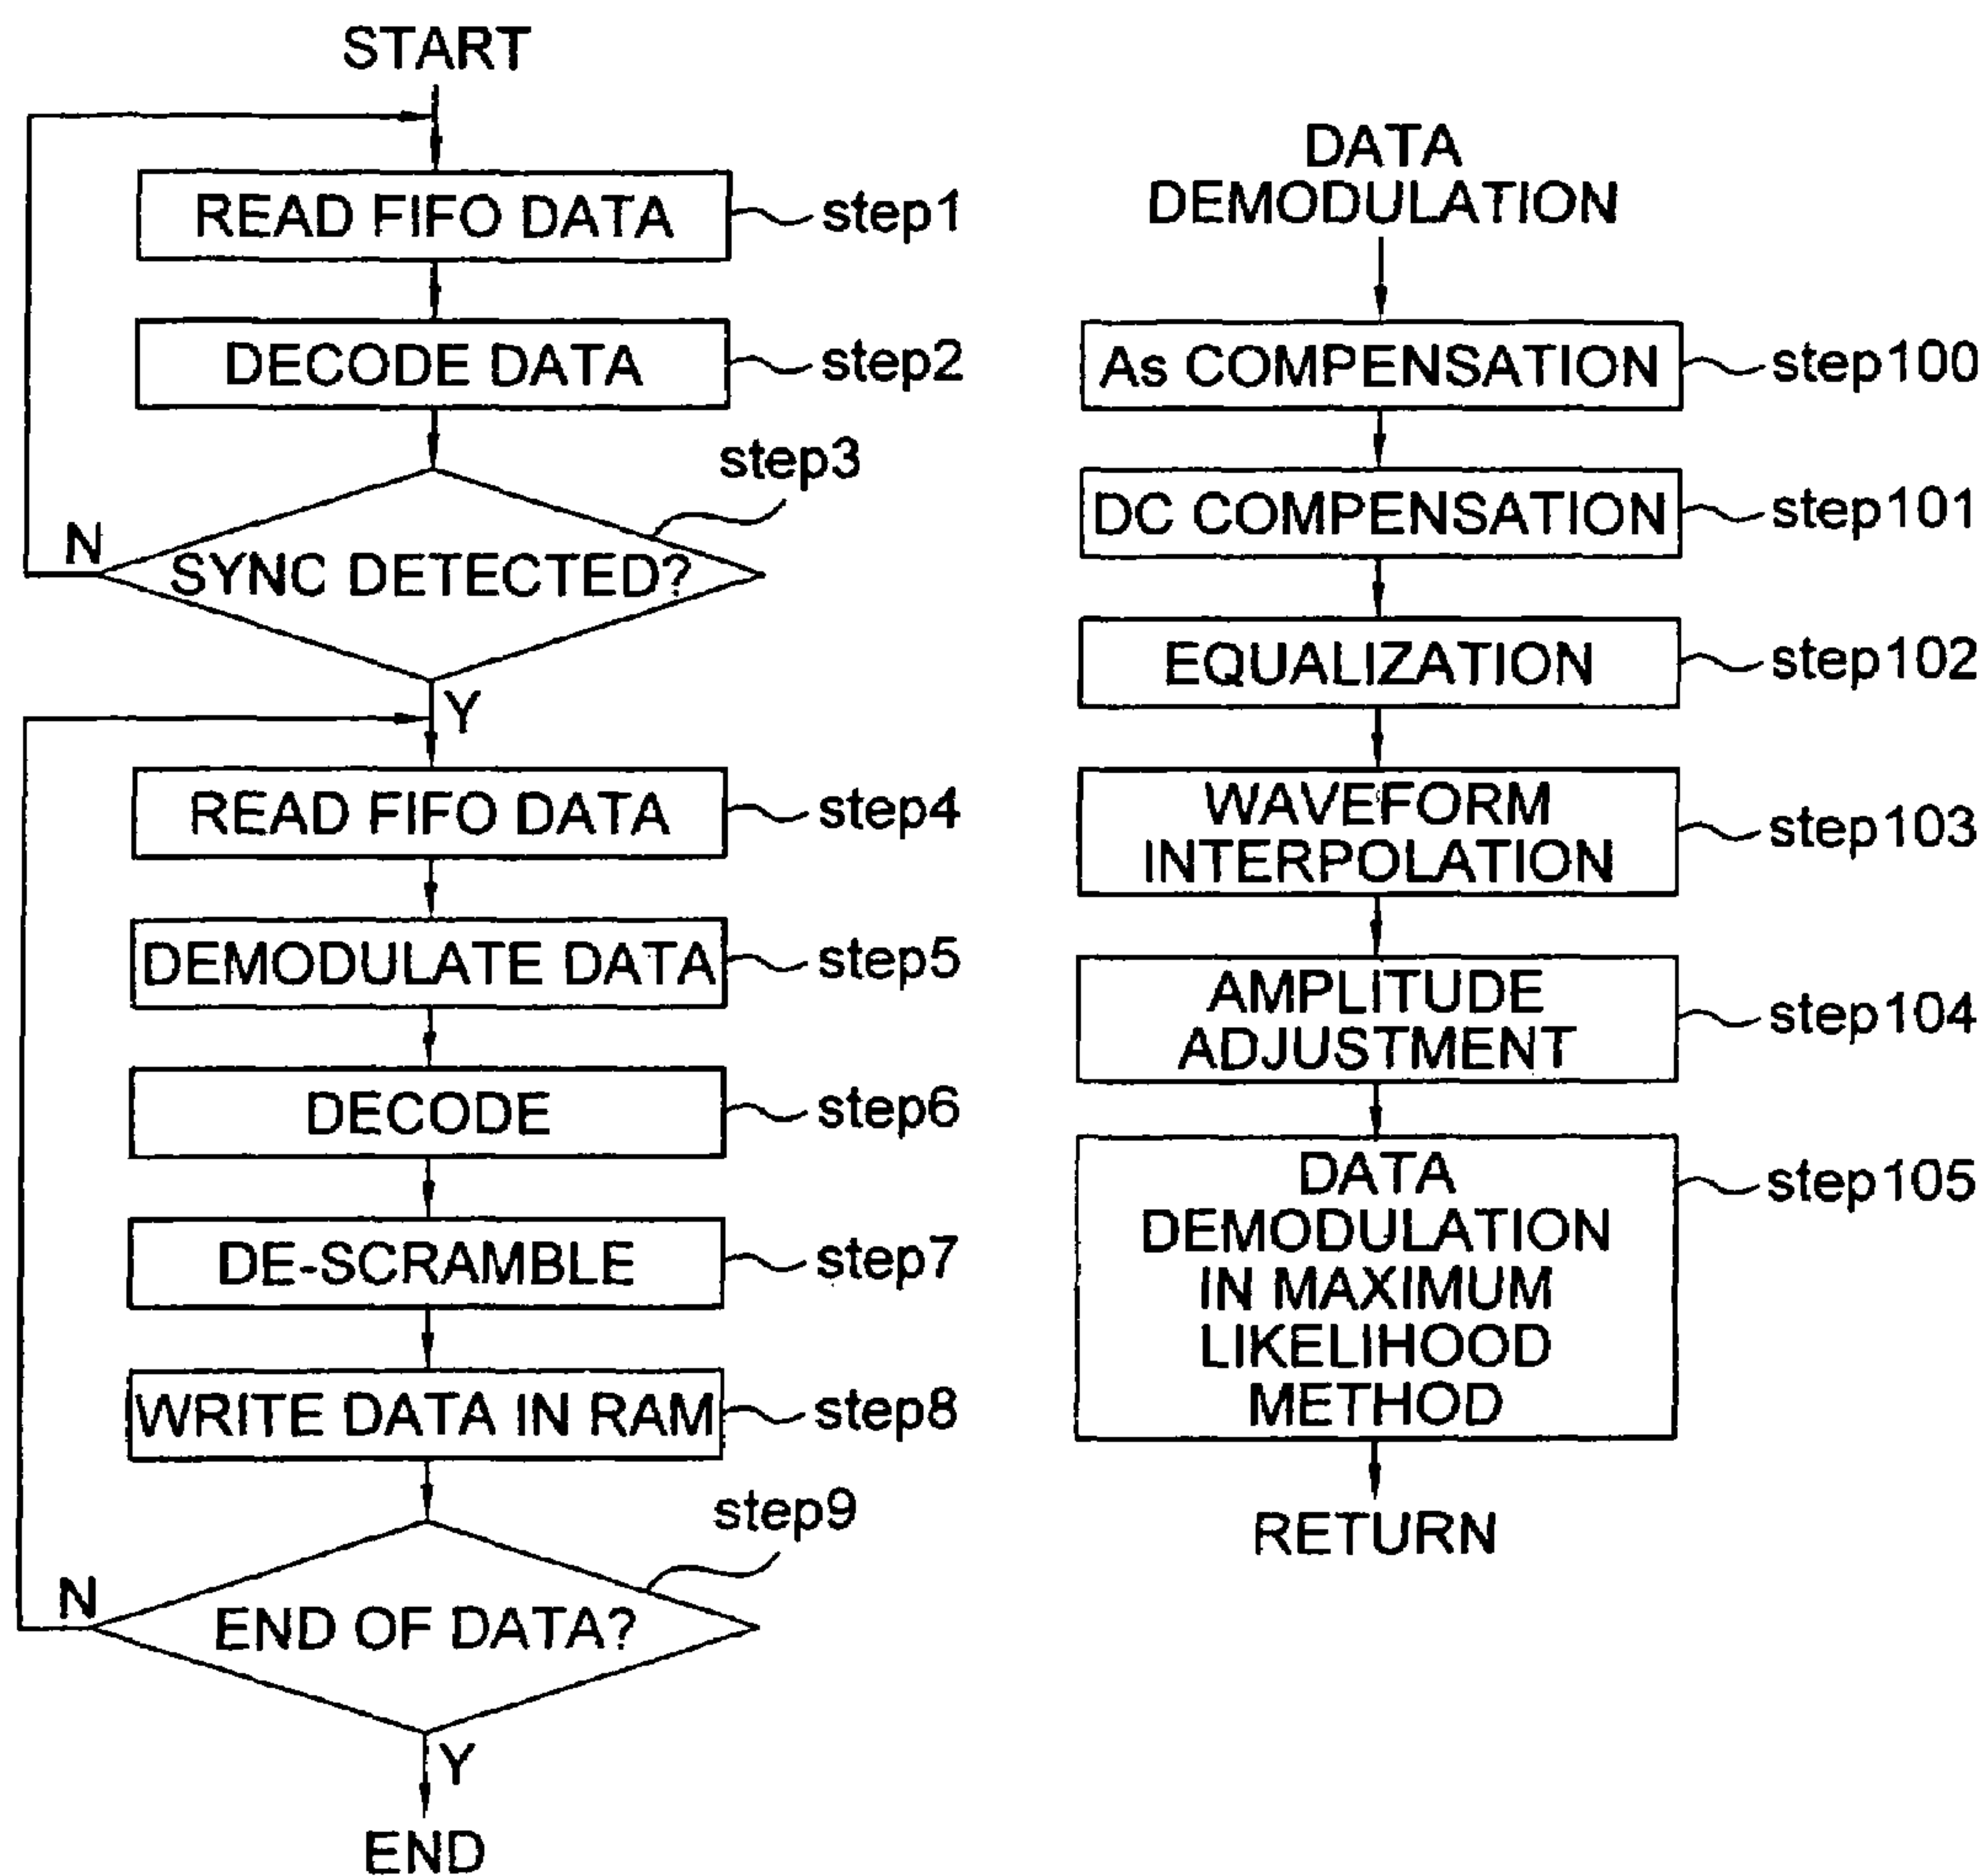 START
READ FIFO DATA
step1
DECODE DATA
step2
step3
N
SYNC DETECTED?
Y
READ FIFO DATA
step4
DEMODULATE DATA
step5
DECODE
step6
DE-SCRAMBLE
step7
WRITE DATA IN RAM
step8
step9
N
END OF DATA?
Y
END
DATA
DEMODULATION
As COMPENSATION
step100
DC COMPENSATION
step101
EQUALIZATION
step102
WAVEFORM
INTERPOLATION
step103
AMPLITUDE
ADJUSTMENT
step104
DATA
DEMODULATION
IN MAXIMUM
LIKELIHOOD
METHOD
step105
RETURN